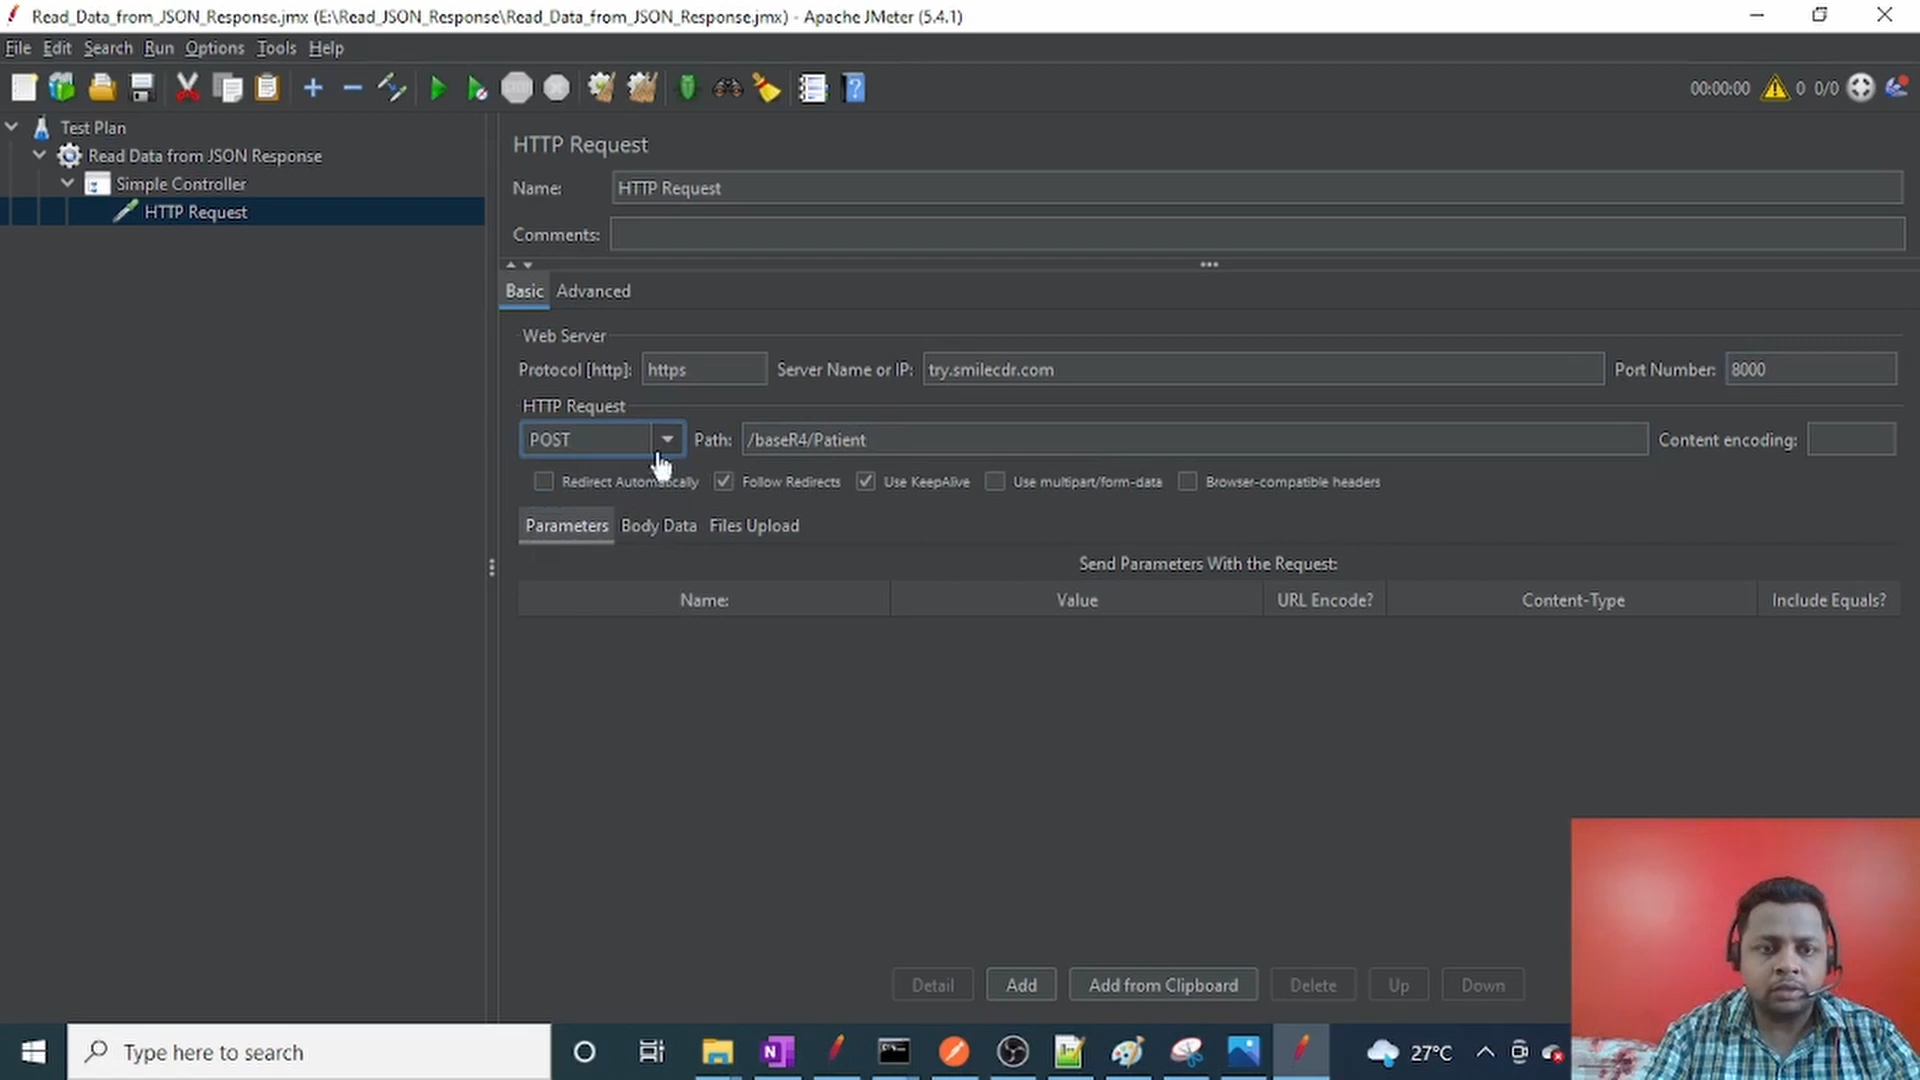 Read_Data_from_JSON_Response.jmx (E:\Read_JSON_Response\Read_Data_from_JSON_Response.jmx) - Apache JMeter (5.4.1)
File Edit Search Run Options Tools Help
00:00:00 0 0/0
Test Plan
Read Data from JSON Response
Simple Controller
HTTP Request
HTTP Request
Name: HTTP Request
Comments:
Basic Advanced
Web Server
Protocol [http]: https Server Name or IP: try.smilecdr.com Port Number: 8000
HTTP Request
POST Path: /baseR4/Patient Content encoding:
Redirect Automatically Follow Redirects Use KeepAlive Use multipart/form-data Browser-compatible headers
Parameters Body Data Files Upload
Send Parameters With the Request:
Name: Value URL Encode? Content-Type Include Equals?
Detail Add Add from Clipboard Delete Up Down
Type here to search
27°C